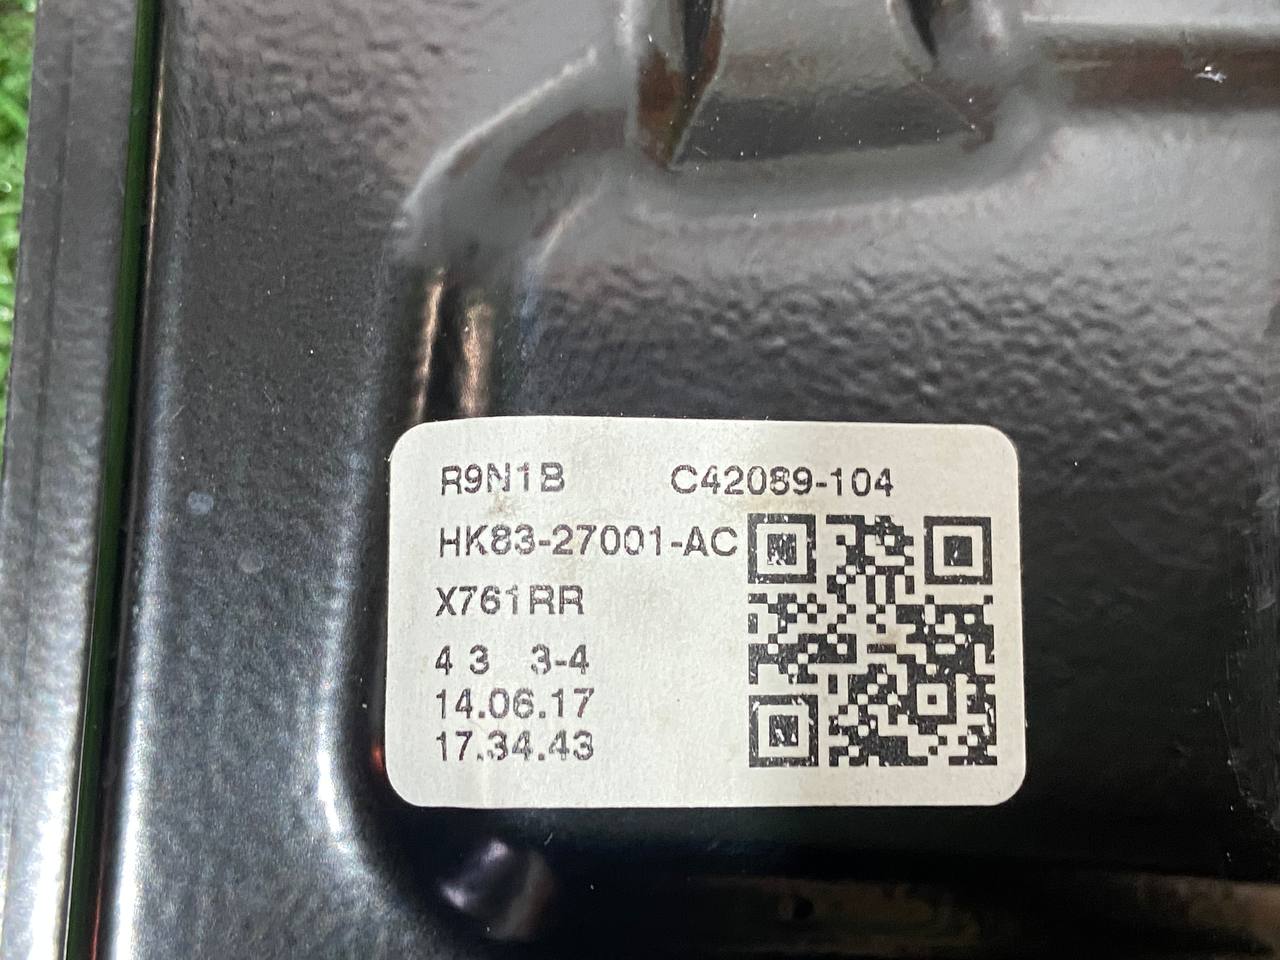 R9N1B C42089-104
HK83-27001-AC
X761RR
4 3 3-4
14.06.17
17.34.43